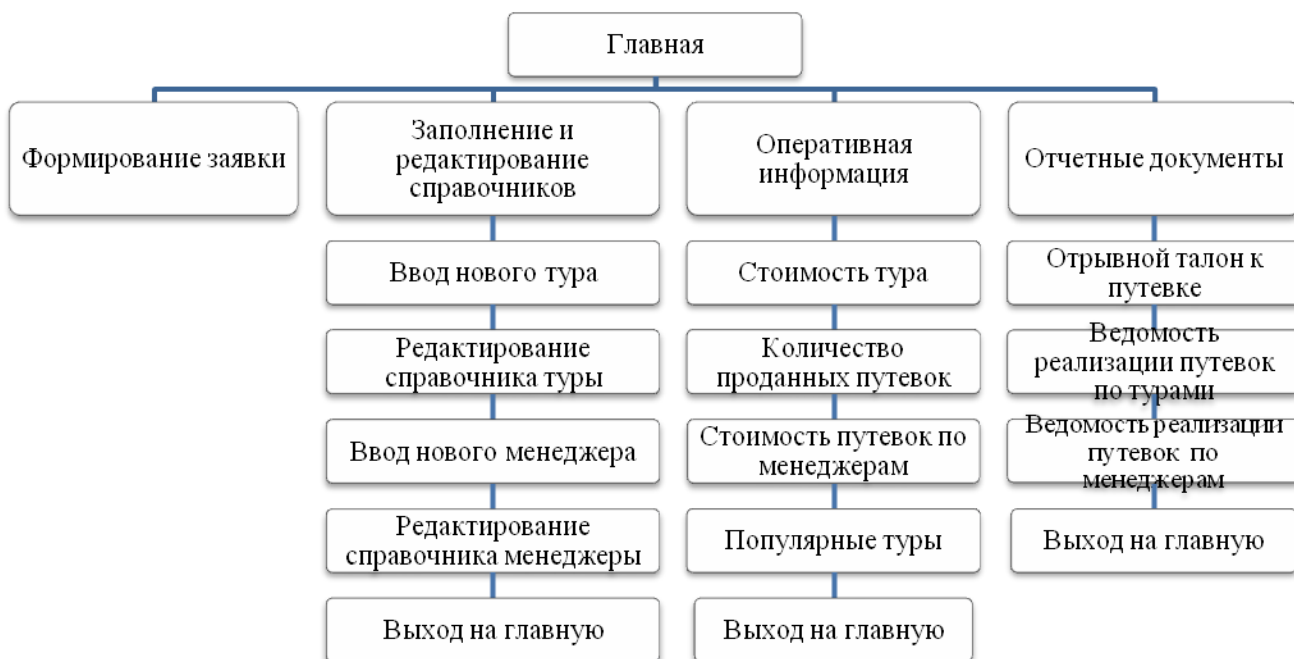 Главная
Формирование заявки
Заполнение и
редактирование
справочников
Оперативная
информация
Отчетные документы
Ввод нового тура
Стоимость тура
Отрывной талон к
путевке
Редактирование
справочника туры
Количество
проданных путевок
Ведомость
реализации путевок
по турами
Ввод нового менеджера
Стоимость путевок по
менеджерам
Ведомость реализации
путевок по
менеджерам
Редактирование
справочника менеджеры
Популярные туры
Выход на главную
Выход на главную
Выход на главную